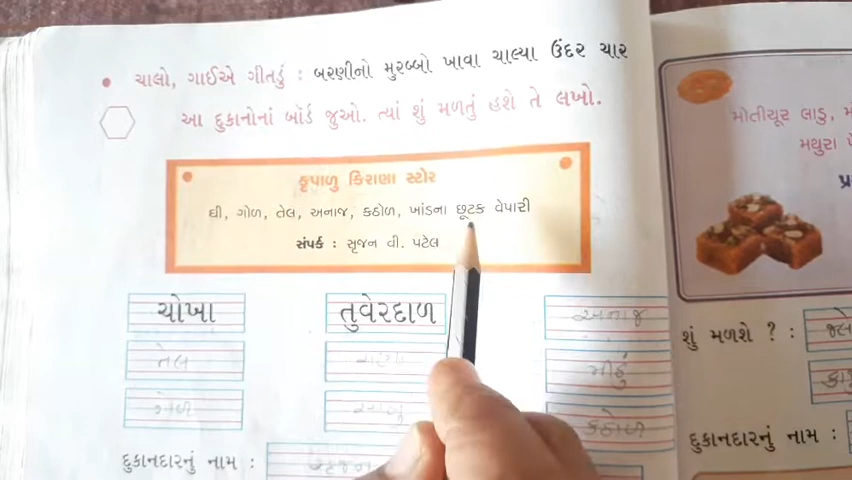 ચાલો, ગાઈએ ગીતડું : બરણીનો મુરબ્બો ખાવા ચાલ્યા ઉંદર ચાર
આ દુકાનોનાં બૉર્ડ જુઓ. ત્યાં શું મળતું હશે તે લખો.
કૃપાળુ કિરાણા સ્ટોર
ઘી, ગોળ, તેલ, અનાજ, કઠોળ, ખાંડના છૂટક વેપારી
સંપર્ક : સૃજન વી. પટેલ
ચોખા તુવેરદાળ અનાજ
તેલ મીઠું
ગોળ કઠોળ
દુકાનદારનું નામ : સૃજન
મોતીચૂર લાડુ,
મથુરા
શું મળશે ? :
દુકાનદારનું નામ :